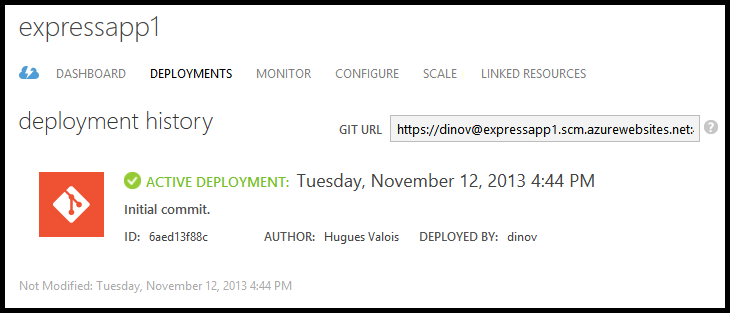 expressapp1
DASHBOARD DEPLOYMENTS MONITOR CONFIGURE SCALE LINKED RESOURCES
deployment history
GIT URL https://dinov@expressapp1.scm.azurewebsites.net: ?
ACTIVE DEPLOYMENT: Tuesday, November 12, 2013 4:44 PM
Initial commit.
ID: 6aed13f88c AUTHOR: Hugues Valois DEPLOYED BY: dinov
Not Modified: Tuesday, November 12, 2013 4:44 PM